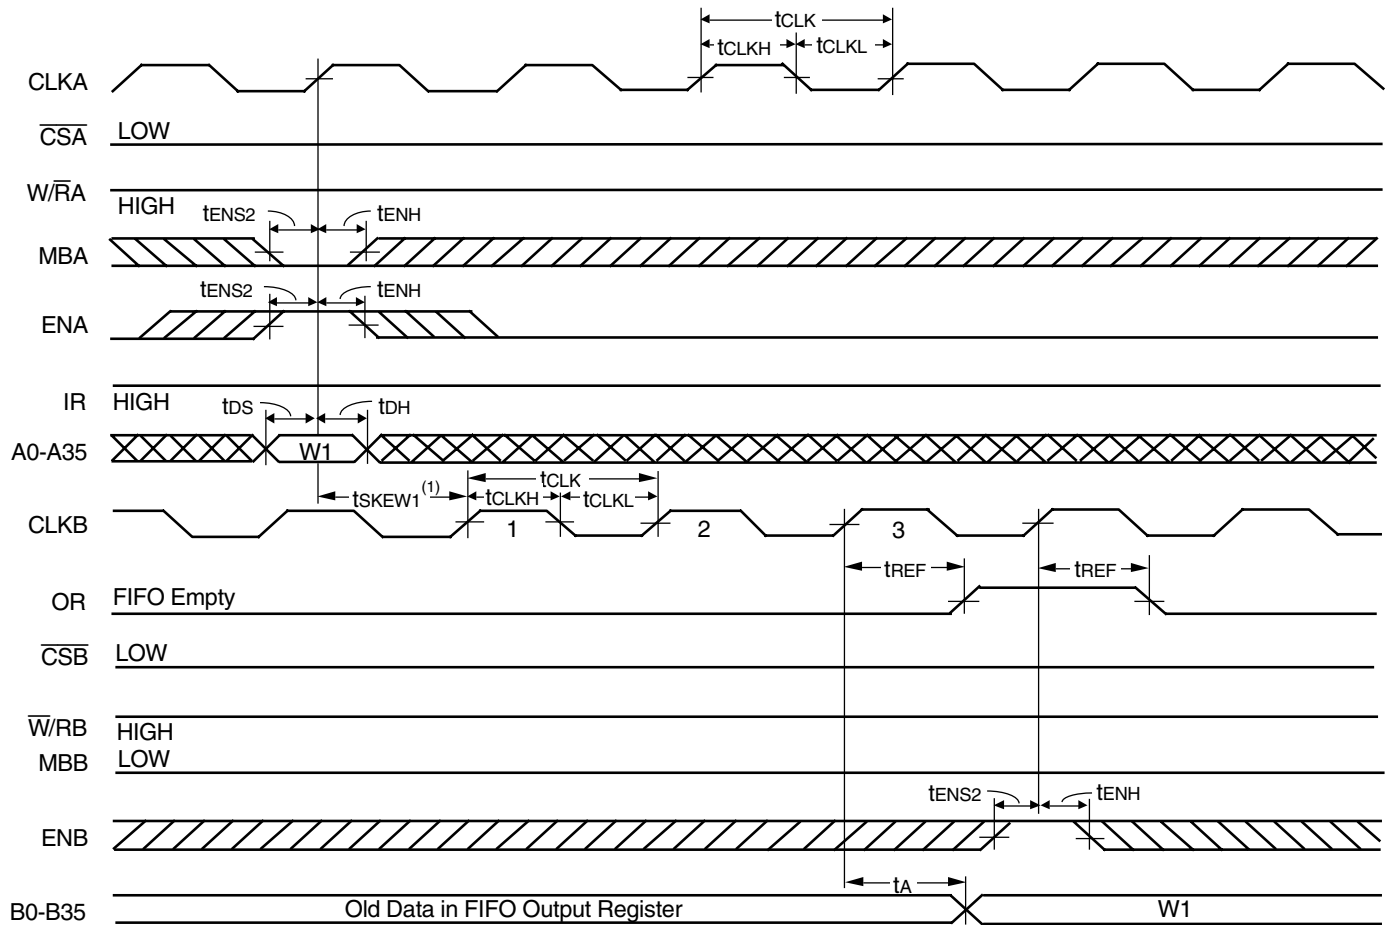 tCLK
tCLKH tCLKL
CLKA
CSA LOW
W/RA
HIGH
tENS2 tENH
MBA
tENS2 tENH
ENA
IR HIGH
tDS tDH
A0-A35 W1
tCLK
tSKEW1(1) tCLKH tCLKL
CLKB 1 2 3
tREF tREF
OR FIFO Empty
CSB LOW
W/RB HIGH
MBB LOW
tENS2 tENH
ENB
tA
B0-B35 Old Data in FIFO Output Register W1